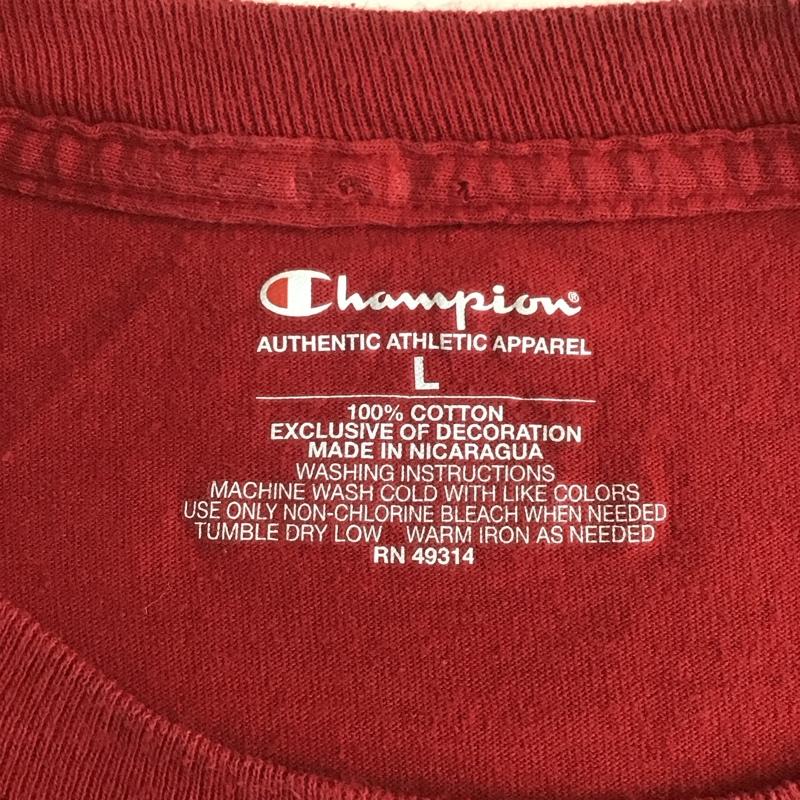 Champion®
AUTHENTIC ATHLETIC APPAREL
L
100% COTTON
EXCLUSIVE OF DECORATION
MADE IN NICARAGUA
WASHING INSTRUCTIONS
MACHINE WASH COLD WITH LIKE COLORS
USE ONLY NON-CHLORINE BLEACH WHEN NEEDED
TUMBLE DRY LOW WARM IRON AS NEEDED
RN 49314